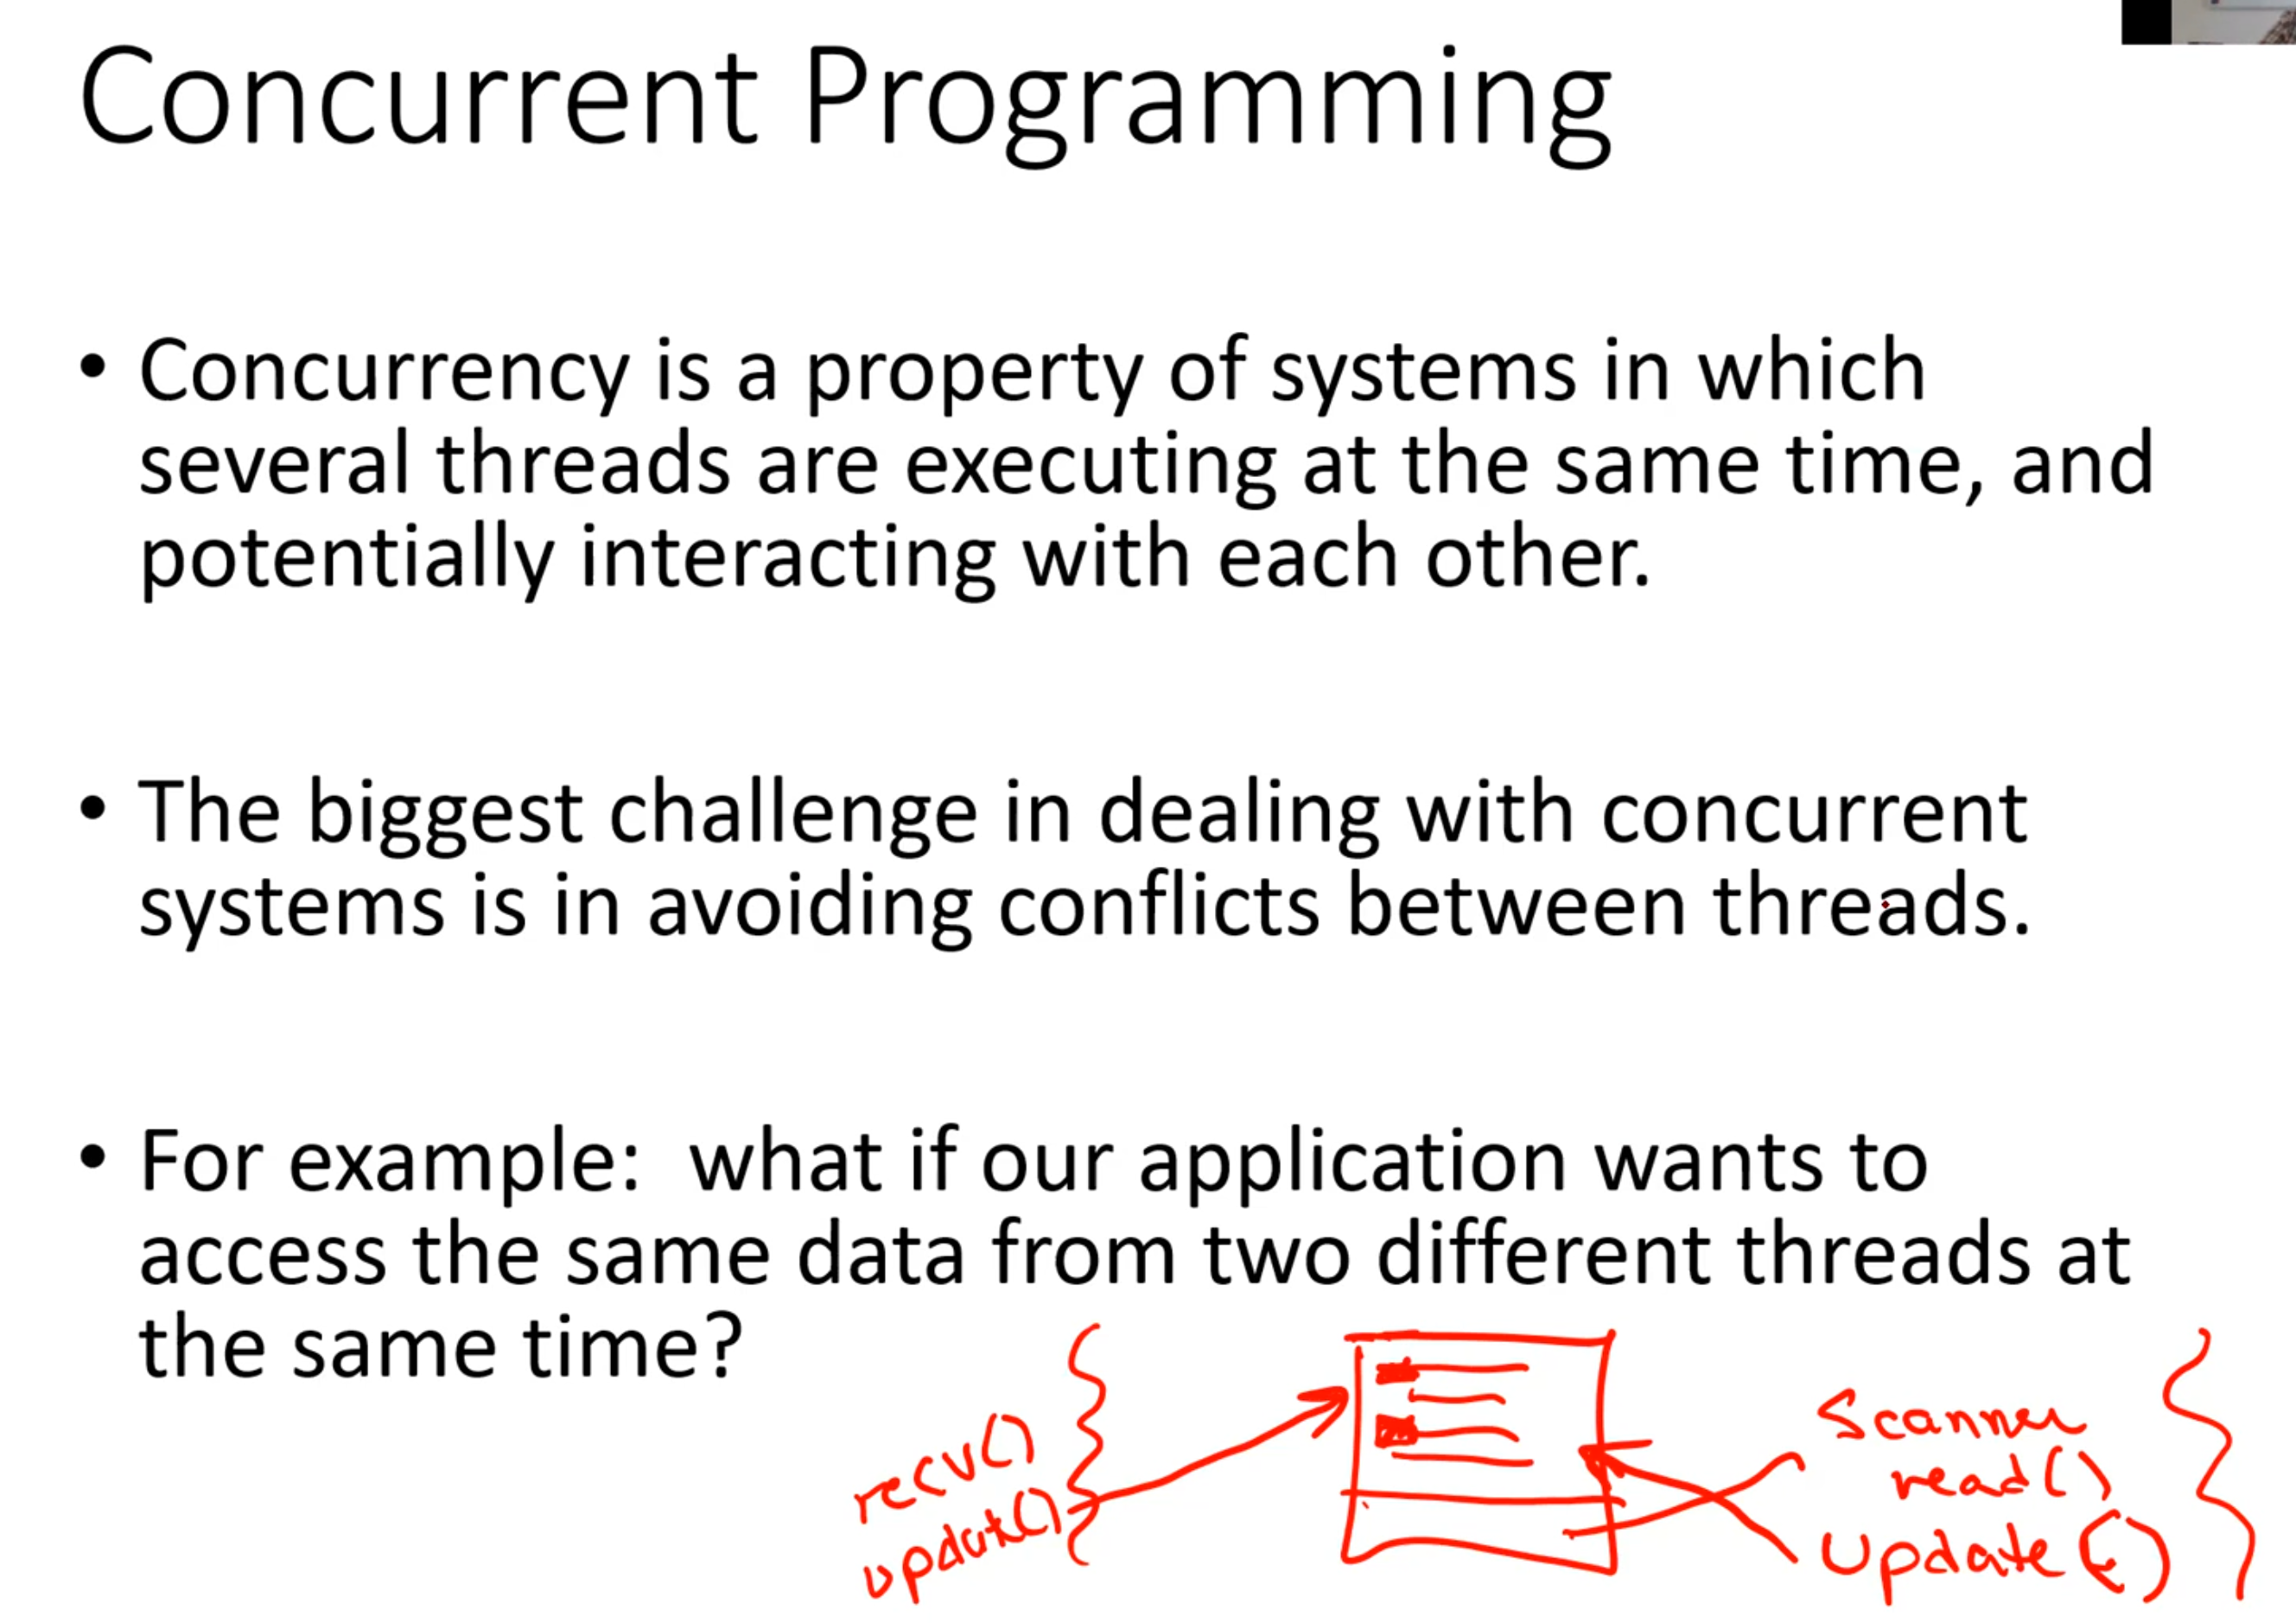 Concurrent Programming
• Concurrency is a property of systems in which
several threads are executing at the same time, and
potentially interacting with each other.
• The biggest challenge in dealing with concurrent
systems is in avoiding conflicts between threads.
• For example: what if our application wants to
access the same data from two different threads at
the same time?
recv()
update()
Scanner
read()
Update()